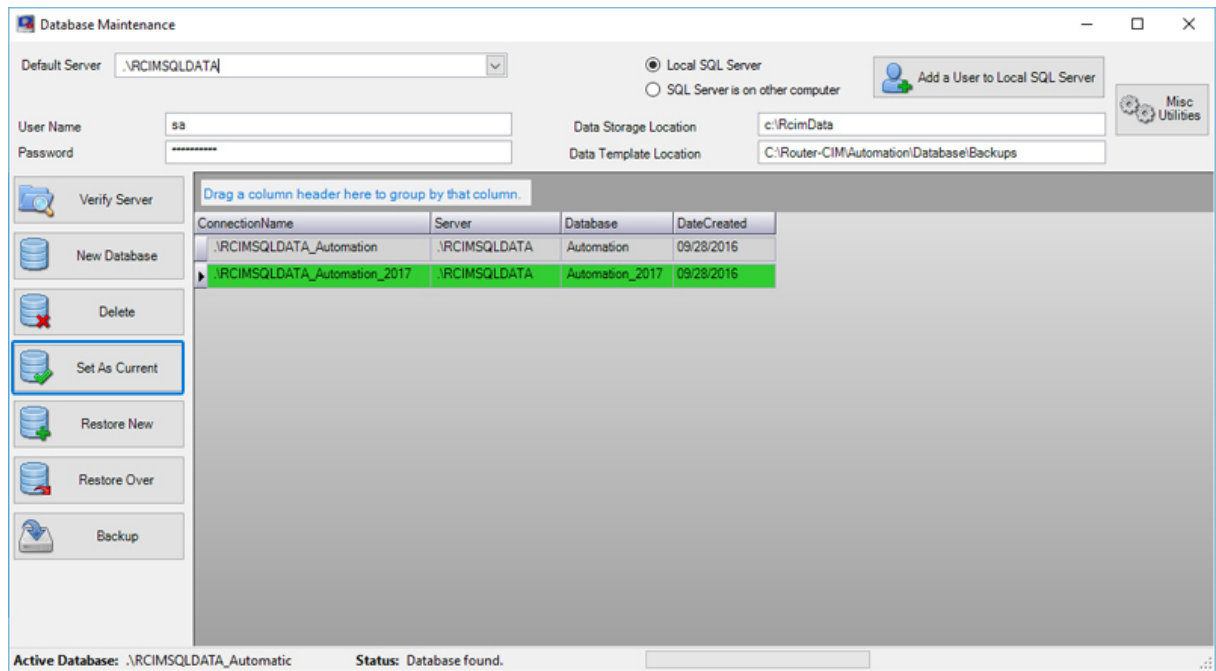 Database Maintenance
Default Server .\RCIMSQLDATA
Local SQL Server
SQL Server is on other computer
Add a User to Local SQL Server
Misc
Utilities
User Name sa
Data Storage Location c:\RcimData
Password **********
Data Template Location C:\Router-CIM\Automation\Database\Backups
Verify Server
New Database
Delete
Set As Current
Restore New
Restore Over
Backup
Drag a column header here to group by that column.
ConnectionName Server Database DateCreated
.\RCIMSQLDATA_Automation .\RCIMSQLDATA Automation 09/28/2016
.\RCIMSQLDATA_Automation_2017 .\RCIMSQLDATA Automation_2017 09/28/2016
Active Database: .\RCIMSQLDATA_Automatic Status: Database found.